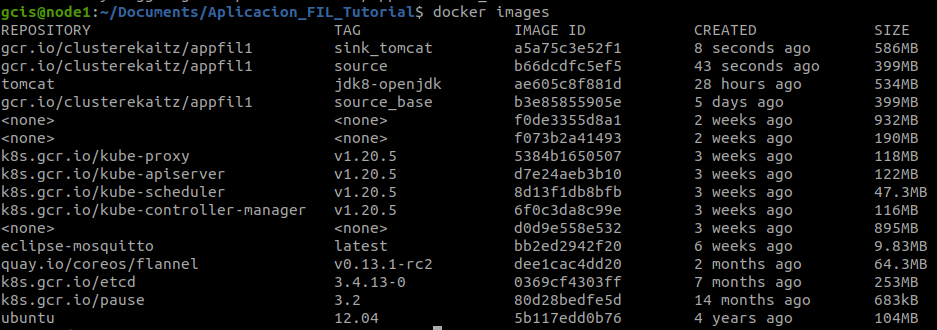 gcis@node1:~/Documents/Aplicacion_FIL_Tutorial$ docker images
REPOSITORY TAG IMAGE ID CREATED SIZE
gcr.io/clusterekaitz/appfil1 sink_tomcat a5a75c3e52f1 8 seconds ago 586MB
gcr.io/clusterekaitz/appfil1 source b66dcdfc5ef5 43 seconds ago 399MB
tomcat jdk8-openjdk ae605c8f881d 28 hours ago 534MB
gcr.io/clusterekaitz/appfil1 source_base b3e85855905e 5 days ago 399MB
<none> <none> f0de3355d8a1 2 weeks ago 932MB
<none> <none> f073b2a41493 2 weeks ago 190MB
k8s.gcr.io/kube-proxy v1.20.5 5384b1650507 3 weeks ago 118MB
k8s.gcr.io/kube-apiserver v1.20.5 d7e24aeb3b10 3 weeks ago 122MB
k8s.gcr.io/kube-scheduler v1.20.5 8d13f1db8bfb 3 weeks ago 47.3MB
k8s.gcr.io/kube-controller-manager v1.20.5 6f0c3da8c99e 3 weeks ago 116MB
<none> <none> d0d9e558e532 3 weeks ago 895MB
eclipse-mosquitto latest bb2ed2942f20 6 weeks ago 9.83MB
quay.io/coreos/flannel v0.13.1-rc2 dee1cac4dd20 2 months ago 64.3MB
k8s.gcr.io/etcd 3.4.13-0 0369cf4303ff 7 months ago 253MB
k8s.gcr.io/pause 3.2 80d28bedfe5d 14 months ago 683kB
ubuntu 12.04 5b117edd0b76 4 years ago 104MB